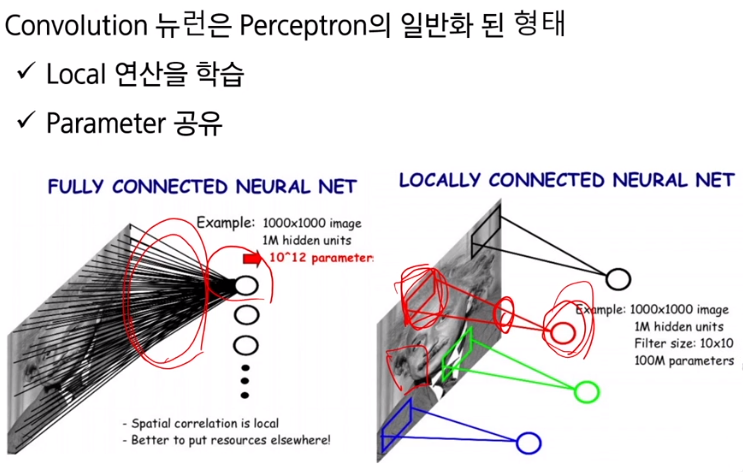 Convolution 뉴런은 Perceptron의 일반화 된 형태
✓ Local 연산을 학습
✓ Parameter 공유
FULLY CONNECTED NEURAL NET
Example: 1000x1000 image
1M hidden units
10^12 parameter
- Spatial correlation is local
- Better to put resources elsewhere!
LOCALLY CONNECTED NEURAL NET
Example: 1000x1000 image
1M hidden units
Filter size: 10x10
100M parameters